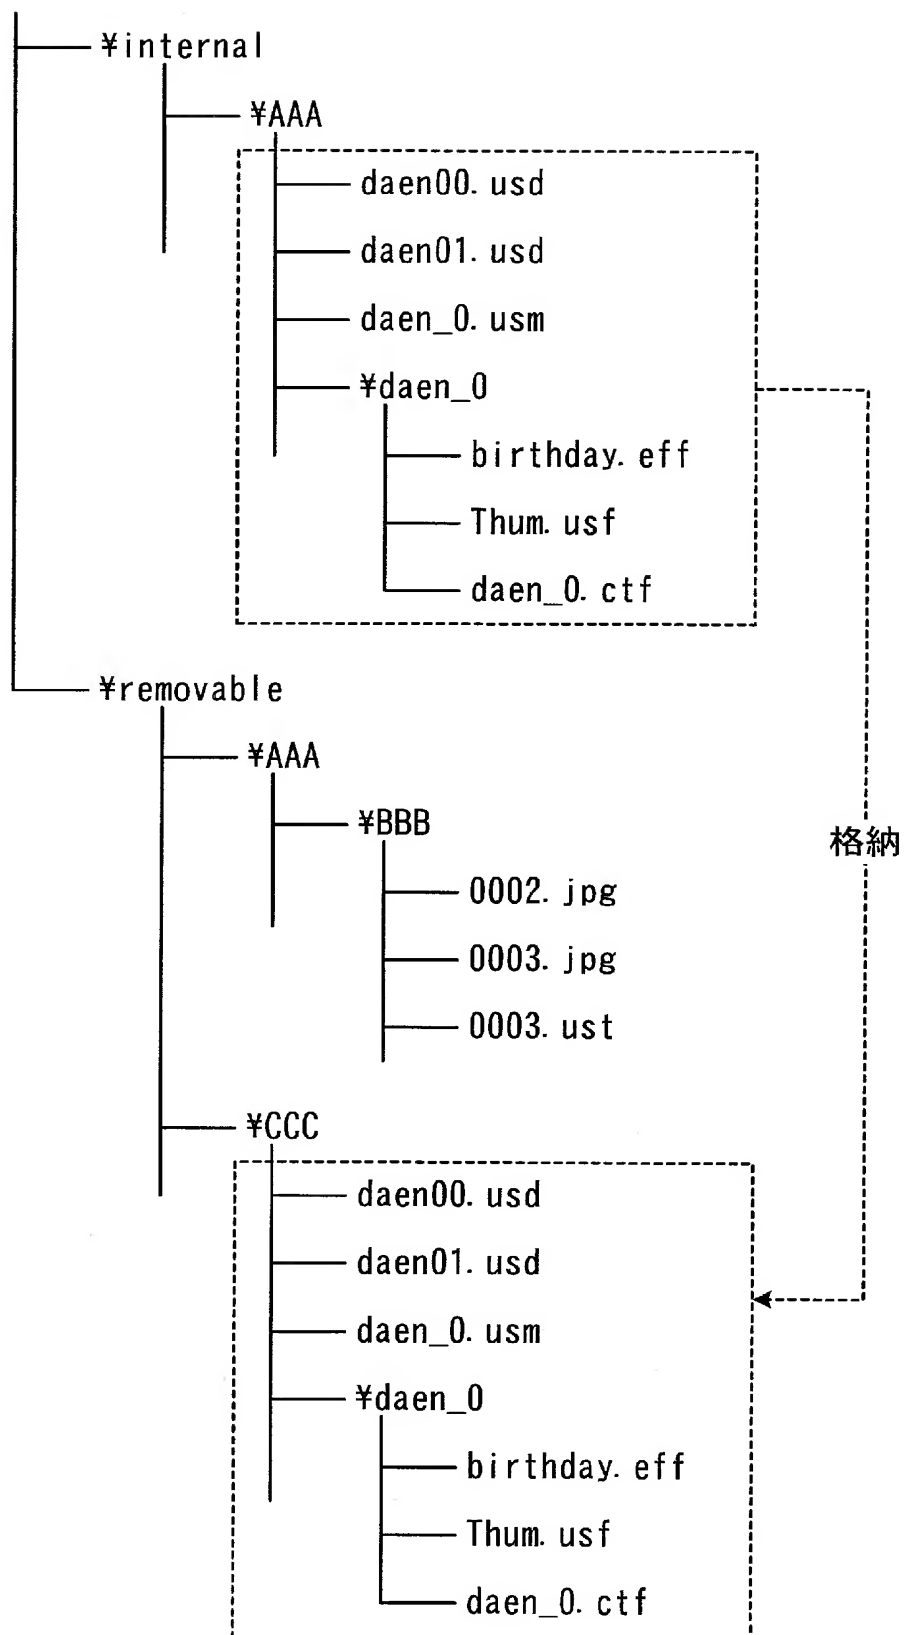 ¥internal
¥AAA
daen00.usd
daen01.usd
daen_0.usm
¥daen_0
birthday.eff
Thum.usf
daen_0.ctf
¥removable
¥AAA
¥BBB
格納
0002.jpg
0003.jpg
0003.ust
¥CCC
daen00.usd
daen01.usd
daen_0.usm
¥daen_0
birthday.eff
Thum.usf
daen_0.ctf